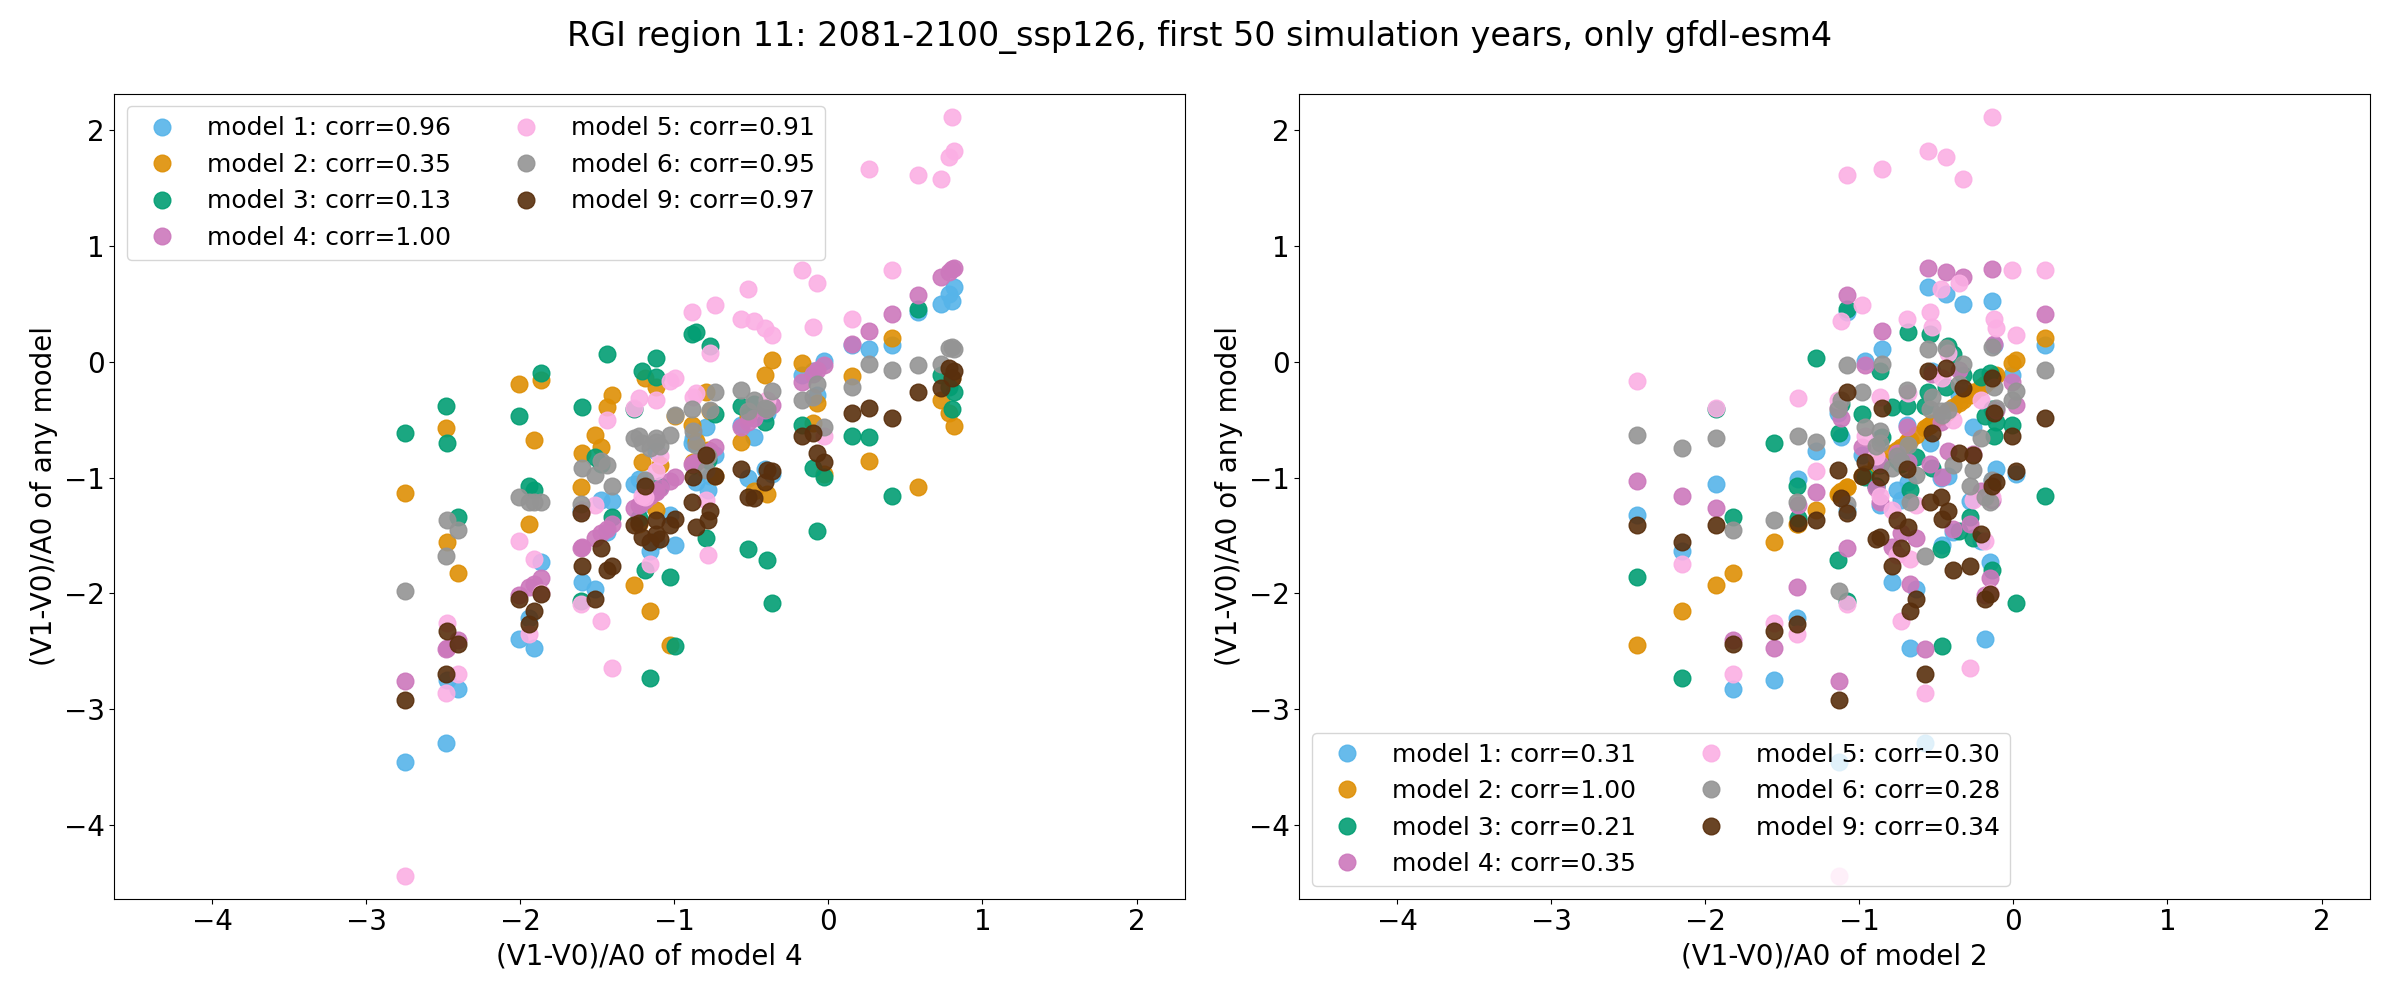 RGI region 11: 2081-2100_ssp126, first 50 simulation years, only gfdl-esm4
(V1-V0)/A0 of any model
2
1
0
−1
−2
−3
−4
model 1: corr=0.96
model 2: corr=0.35
model 3: corr=0.13
model 4: corr=1.00
model 5: corr=0.91
model 6: corr=0.95
model 9: corr=0.97
−4 −3 −2 −1 0 1 2
(V1-V0)/A0 of model 4
(V1-V0)/A0 of any model
2
1
0
−1
−2
−3
−4
model 1: corr=0.31
model 2: corr=1.00
model 3: corr=0.21
model 4: corr=0.35
model 5: corr=0.30
model 6: corr=0.28
model 9: corr=0.34
−4 −3 −2 −1 0 1 2
(V1-V0)/A0 of model 2